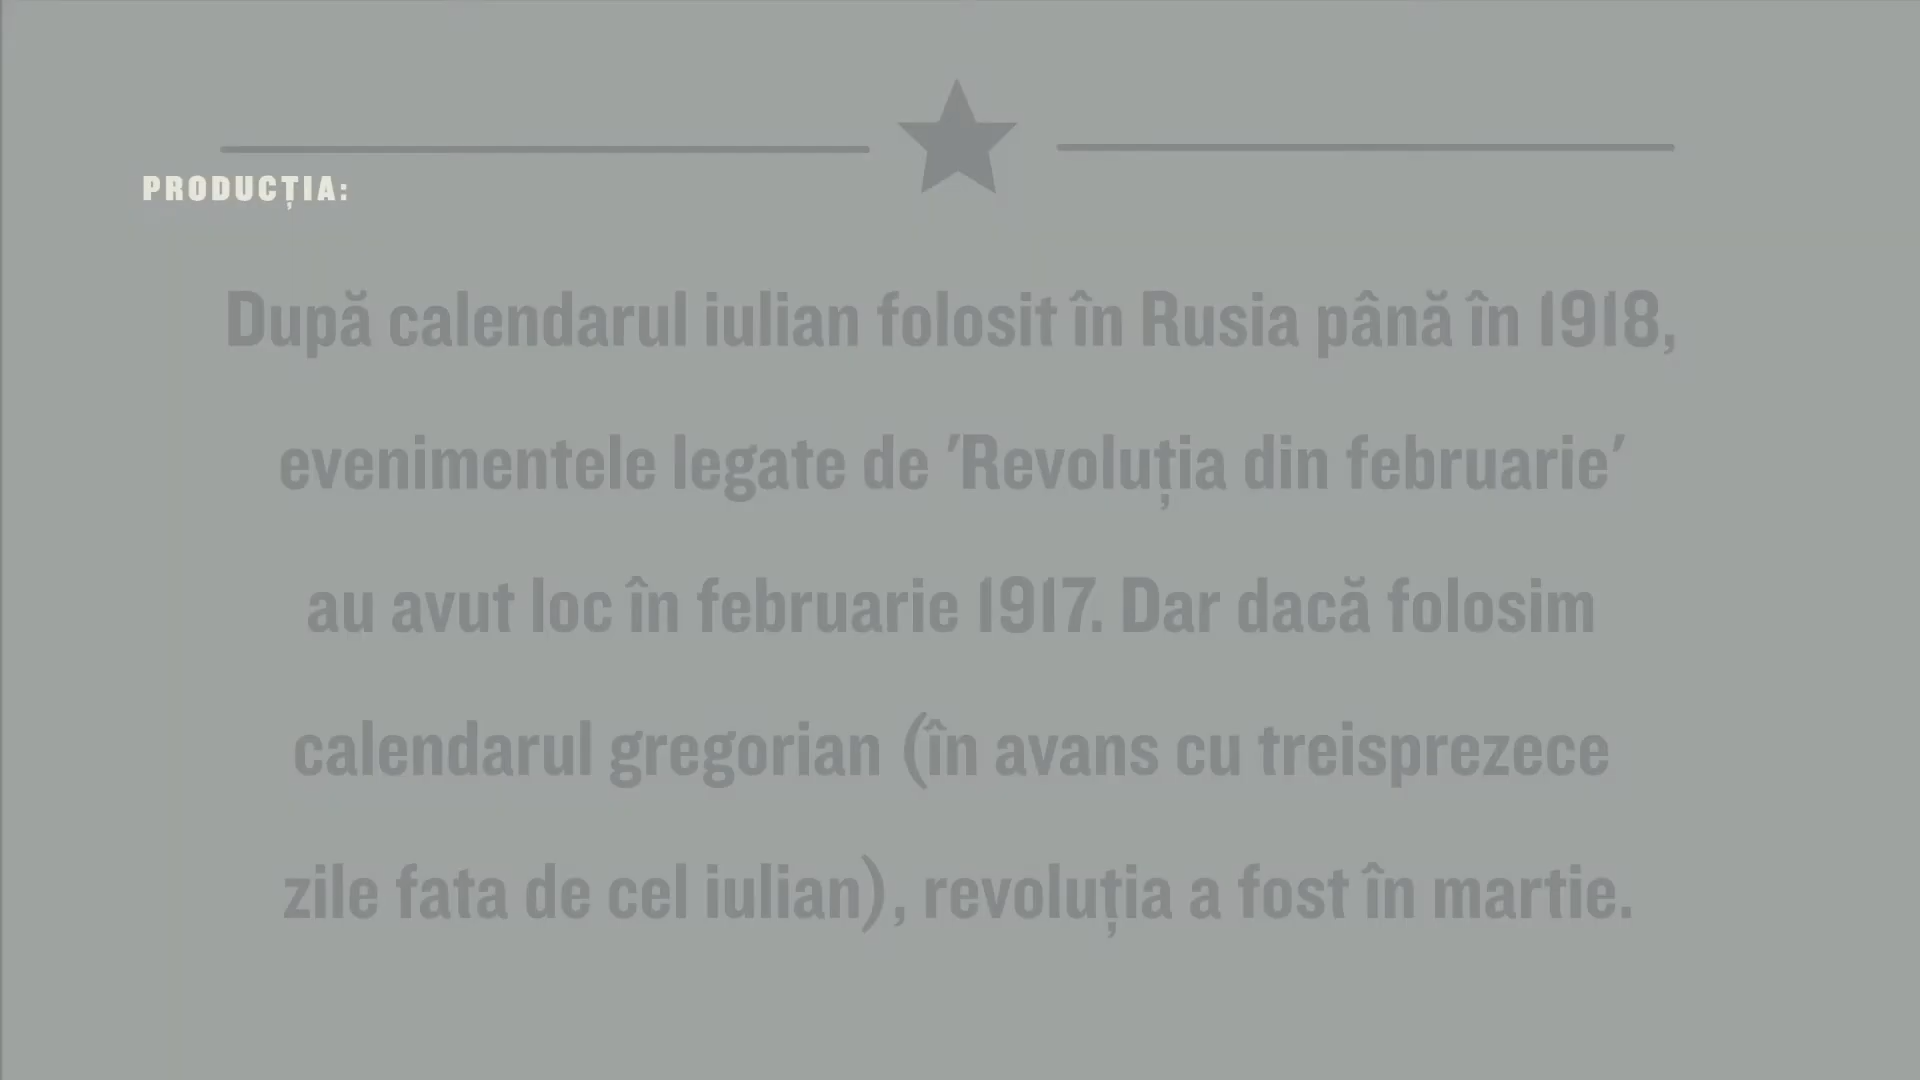 PRODUCȚIA:
După calendarul iulian folosit în Rusia până în 1918,
evenimentele legate de 'Revoluția din februarie'
au avut loc în februarie 1917. Dar dacă folosim
calendarul gregorian (în avans cu treisprezece
zile fata de cel iulian), revoluția a fost în martie.